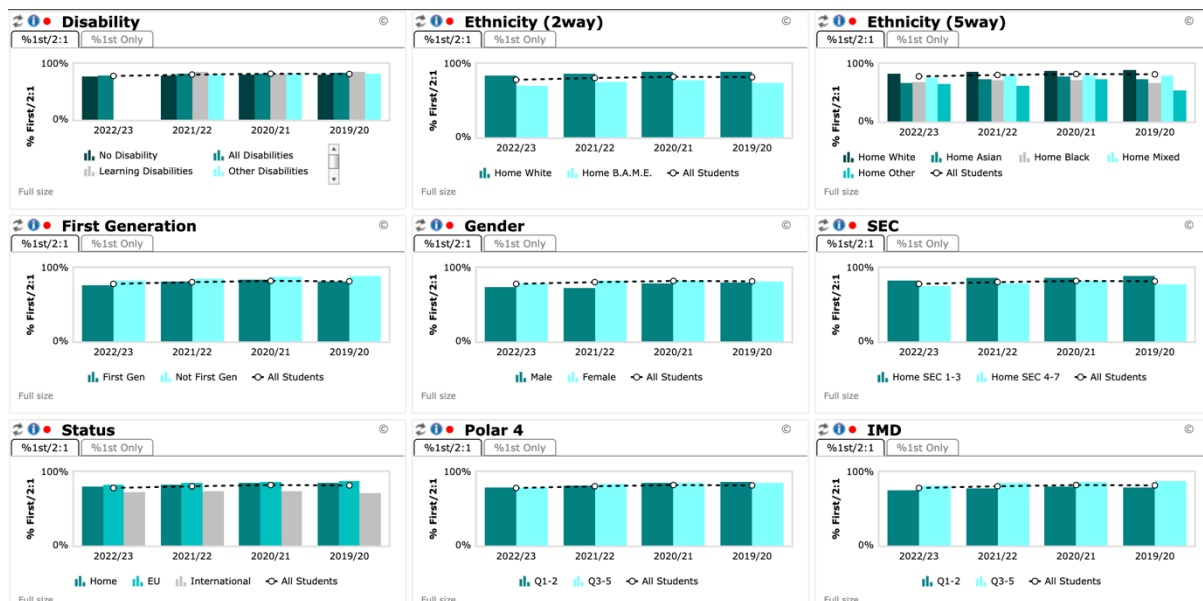 Disability ©
%1st/2:1 %1st Only
% First/2:1
100%
0%
2022/23 2021/22 2020/21 2019/20
No Disability All Disabilities
Learning Disabilities Other Disabilities
Full size
Ethnicity (2way) ©
%1st/2:1 %1st Only
% First/2:1
100%
0%
2022/23 2021/22 2020/21 2019/20
Home White Home B.A.M.E. All Students
Full size
Ethnicity (5way) ©
%1st/2:1 %1st Only
% First/2:1
100%
0%
2022/23 2021/22 2020/21 2019/20
Home White Home Asian Home Black Home Mixed
Home Other All Students
Full size
First Generation ©
%1st/2:1 %1st Only
% First/2:1
100%
0%
2022/23 2021/22 2020/21 2019/20
First Gen Not First Gen All Students
Full size
Gender ©
%1st/2:1 %1st Only
% First/2:1
100%
0%
2022/23 2021/22 2020/21 2019/20
Male Female All Students
Full size
SEC ©
%1st/2:1 %1st Only
% First/2:1
100%
0%
2022/23 2021/22 2020/21 2019/20
Home SEC 1-3 Home SEC 4-7 All Students
Full size
Status ©
%1st/2:1 %1st Only
% First/2:1
100%
0%
2022/23 2021/22 2020/21 2019/20
Home EU International All Students
Full size
Polar 4 ©
%1st/2:1 %1st Only
% First/2:1
100%
0%
2022/23 2021/22 2020/21 2019/20
Q1-2 Q3-5 All Students
Full size
IMD ©
%1st/2:1 %1st Only
% First/2:1
100%
0%
2022/23 2021/22 2020/21 2019/20
Q1-2 Q3-5 All Students
Full size